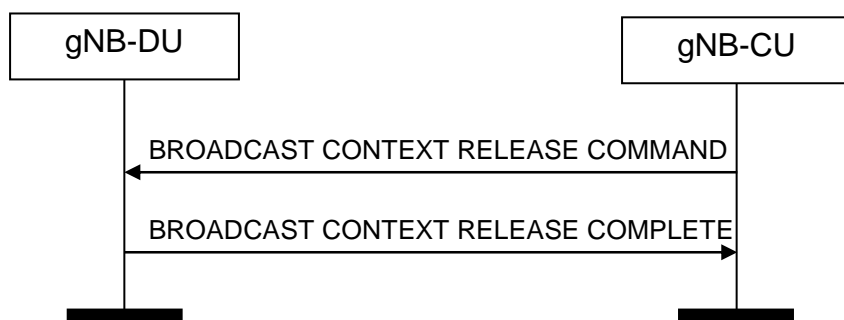 gNB-DU
gNB-CU
BROADCAST CONTEXT RELEASE COMMAND
BROADCAST CONTEXT RELEASE COMPLETE